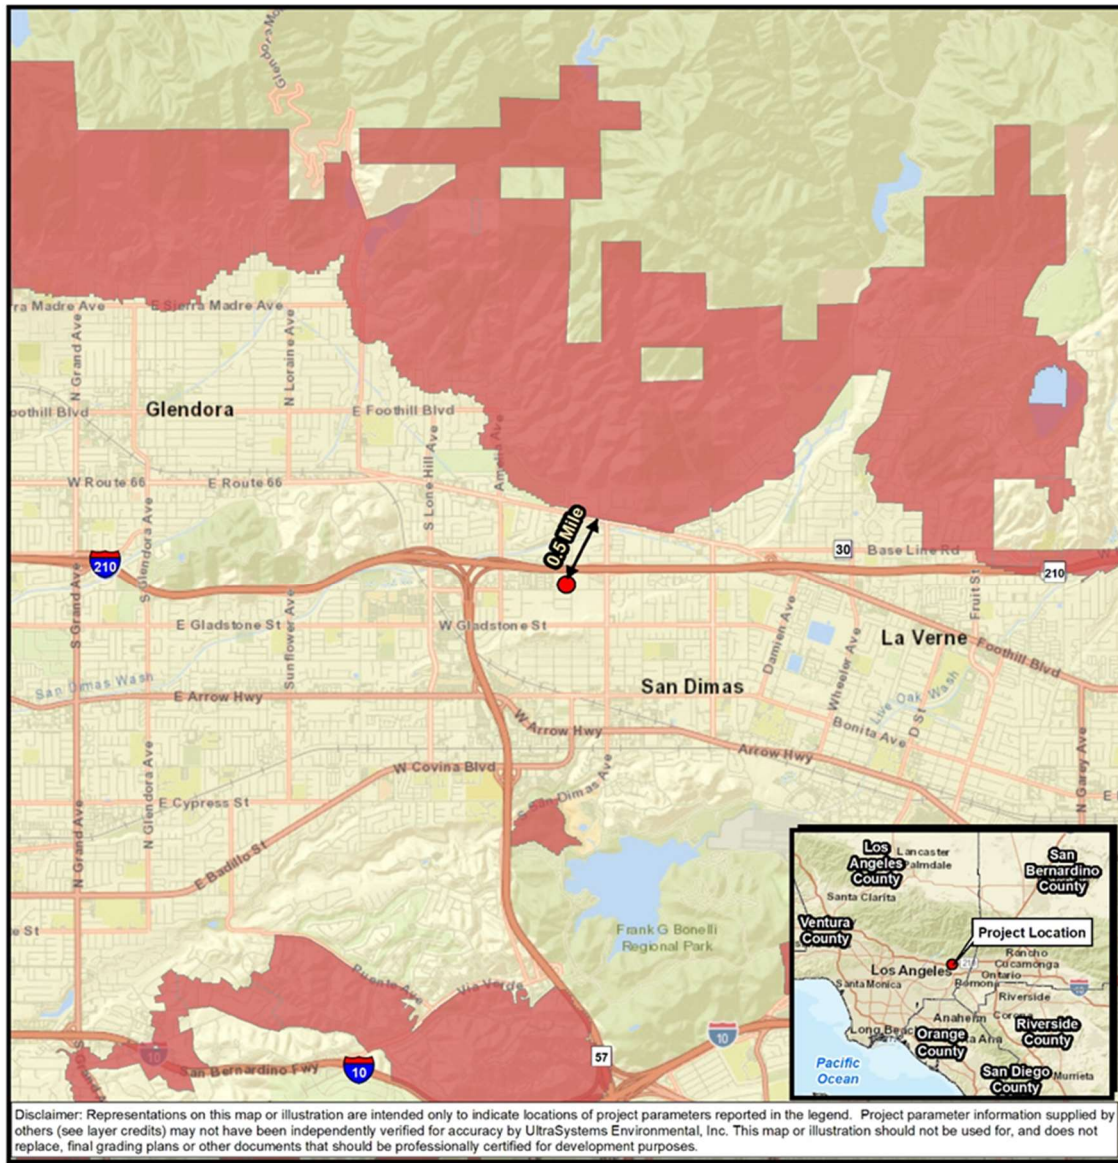 Glendora Mo
rra Madre Ave
E Sierra Madre Ave
N Grand Ave
N Loraine Ave
oothill Blvd
Glendora
E Foothill Blvd
S Lone Hill Ave
Amelia Ave
W Route 66
E Route 66
S Glendora Ave
0.5 Mile
30
Base Line Rd
210
210
S Grand Ave
Sunflower Ave
E Gladstone St
W Gladstone St
Fruit St
Damien Ave
Wheeler Ave
La Verne
Foothill Blvd
San Dimas Wash
E Arrow Hwy
San Dimas
Live Oak Wash
D St
W Arrow Hwy
Bonita Ave
Arrow Hwy
N Glendora Ave
W Covina Blvd
S San Dimas Ave
N Garey Ave
E Cypress St
N Grand Ave
E Badillo St
e St
Frank G Bonelli
Regional Park
Puente Ave
Via Verde
10
10
San Bernardino Fwy
10
57
Los
Angeles
County
Lancaster
Palmdale
San
Bernardino
County
Santa Clarita
Ventura
County
Project Location
Rancho
Cucamonga
Los Angeles
210
Ontario
Santa Monica
Pomona
10
Riverside
Anaheim
Long Beac
Orange
County
Riverside
County
Pacific
Ocean
San Diego
County
Murrieta
Disclaimer: Representations on this map or illustration are intended only to indicate locations of project parameters reported in the legend. Project parameter information supplied by
others (see layer credits) may not have been independently verified for accuracy by UltraSystems Environmental, Inc. This map or illustration should not be used for, and does not
replace, final grading plans or other documents that should be professionally certified for development purposes.